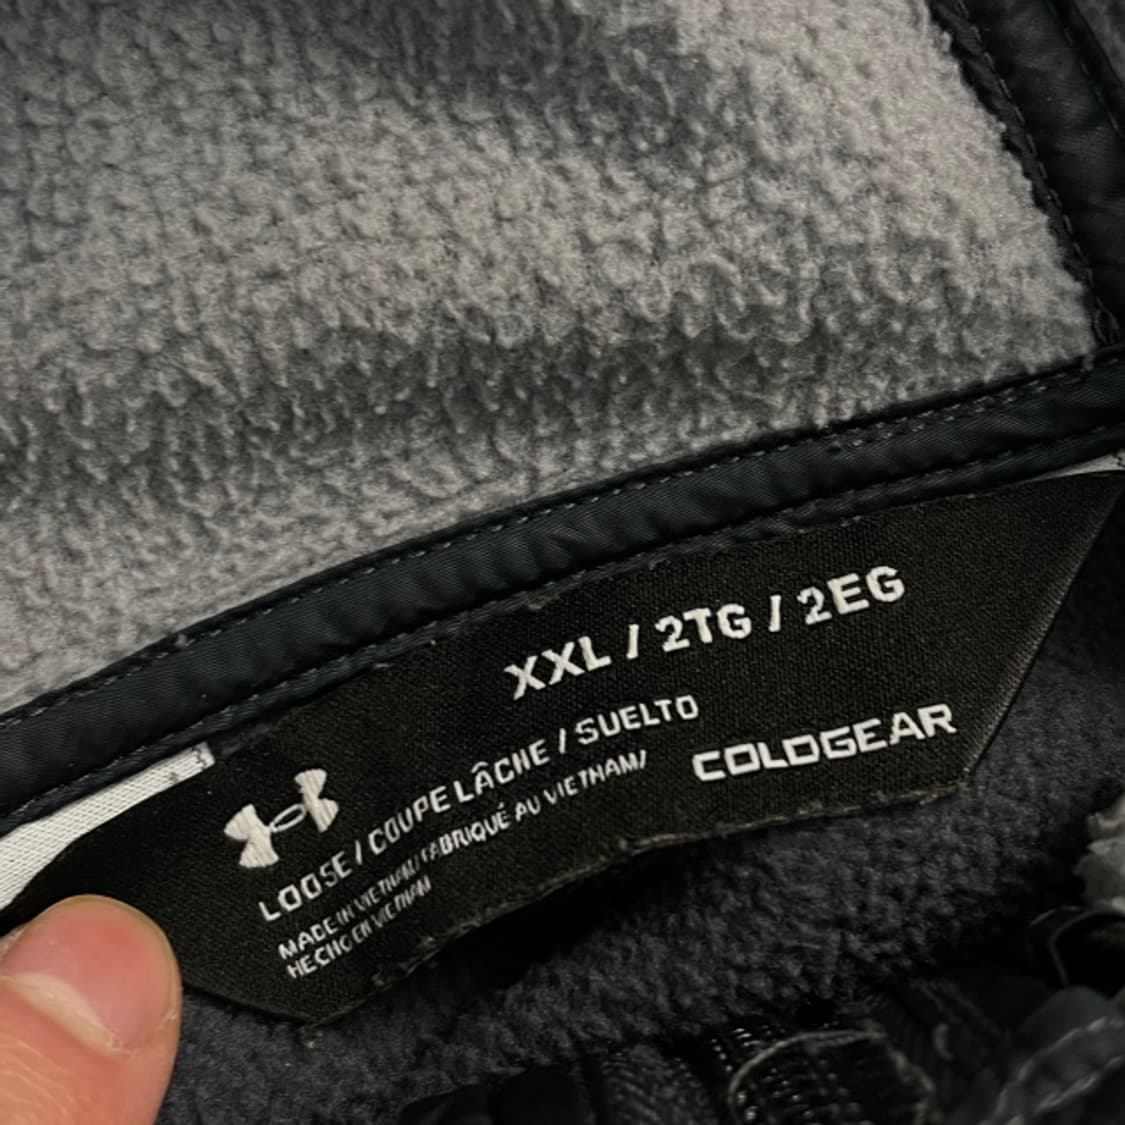 XXL / 2TG / 2EG
LOOSE / COUPE LÂCHE / SUELTO
MADE IN VIETNAM / FABRIQUÉ AU VIETNAM/
HECHO EN VIETNAM
COLDGEAR